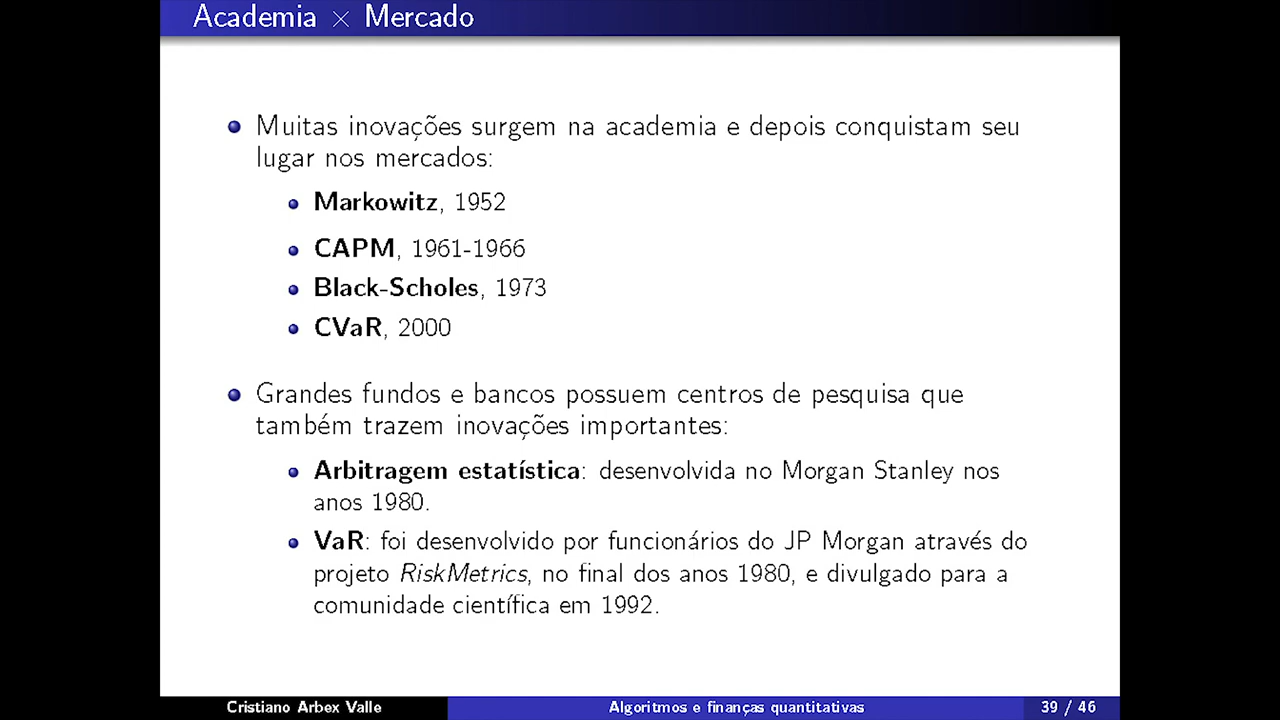 Academia × Mercado
Muitas inovações surgem na academia e depois conquistam seu
lugar nos mercados:
Markowitz, 1952
CAPM, 1961-1966
Black-Scholes, 1973
CVaR, 2000
Grandes fundos e bancos possuem centros de pesquisa que
também trazem inovações importantes:
Arbitragem estatística: desenvolvida no Morgan Stanley nos
anos 1980.
VaR: foi desenvolvido por funcionários do JP Morgan através do
projeto RiskMetrics, no final dos anos 1980, e divulgado para a
comunidade científica em 1992.
Cristiano Arbex Valle Algoritmos e finanças quantitativas 39 / 46